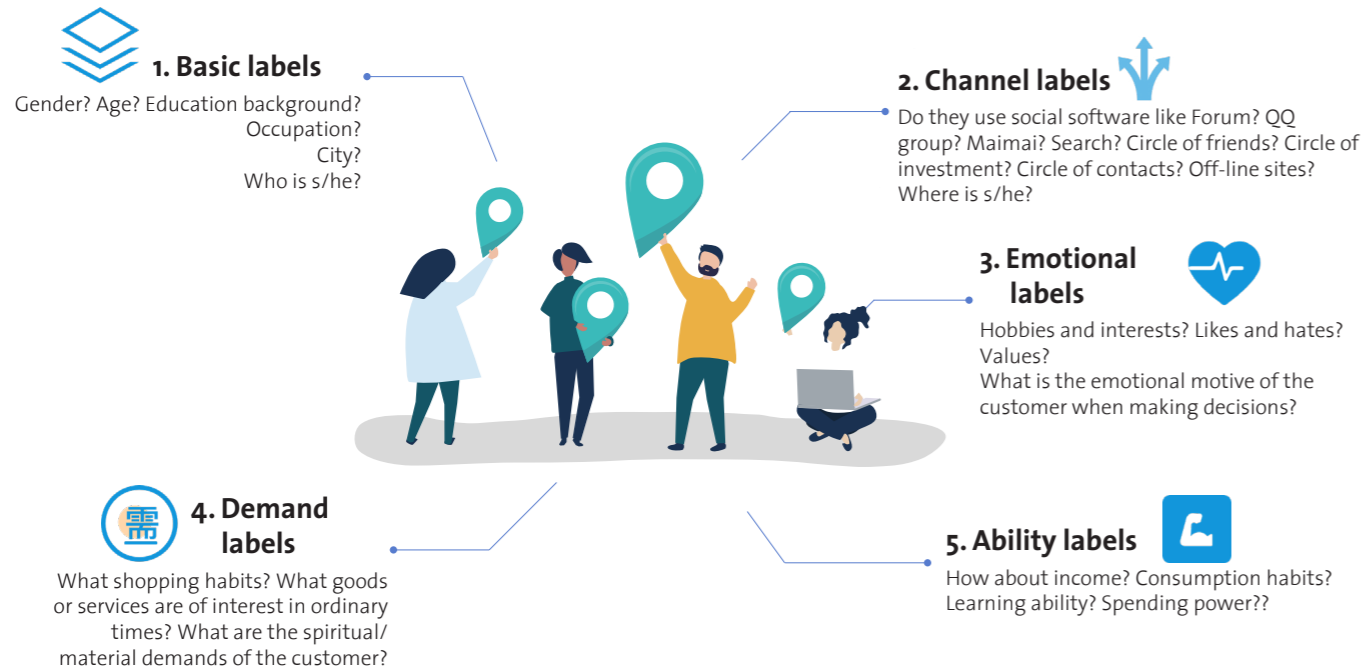 1. Basic labels
Gender? Age? Education background?
Occupation?
City?
Who is s/he?
2. Channel labels
Do they use social software like Forum? QQ
group? Maimai? Search? Circle of friends? Circle of
investment? Circle of contacts? Off-line sites?
Where is s/he?
3. Emotional
labels
Hobbies and interests? Likes and hates?
Values?
What is the emotional motive of the
customer when making decisions?
需
4. Demand
labels
What shopping habits? What goods
or services are of interest in ordinary
times? What are the spiritual/
material demands of the customer?
5. Ability labels
How about income? Consumption habits?
Learning ability? Spending power??